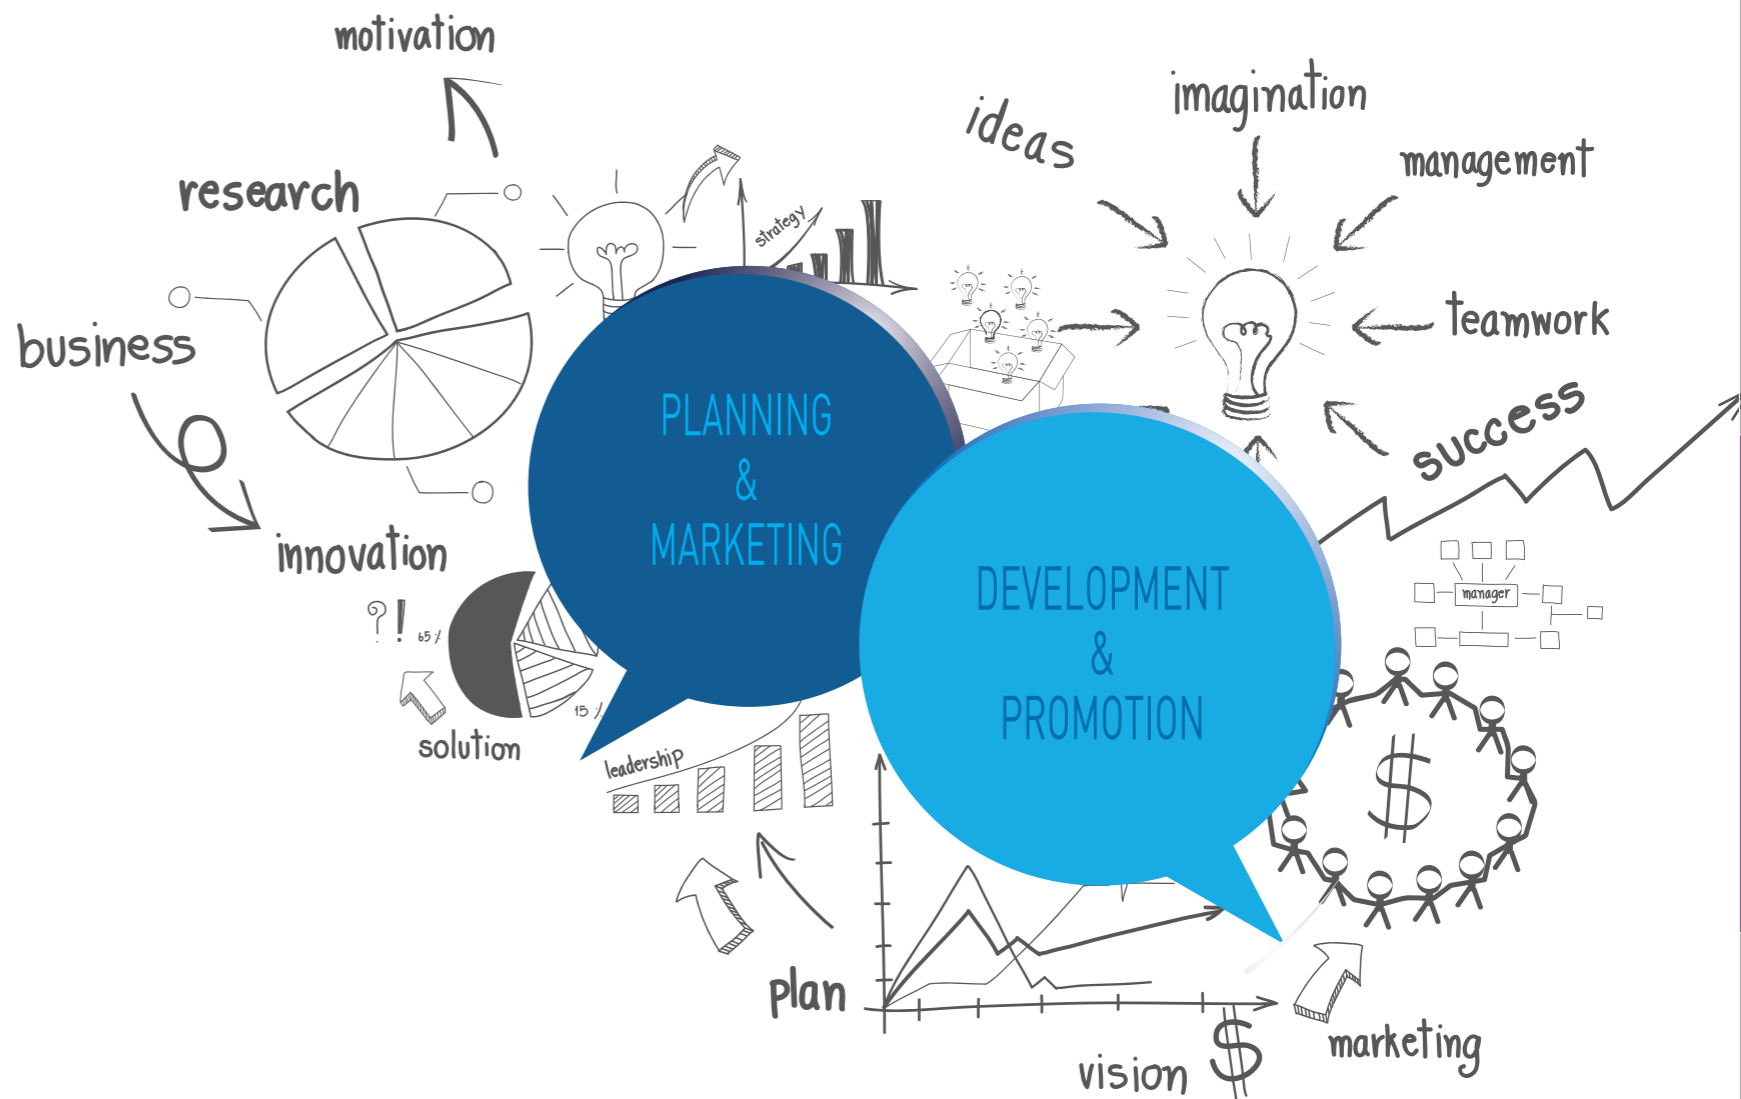 motivation
imagination
ideas
management
research
strategy
business
teamwork
success
PLANNING
&
MARKETING
innovation
?!
65%
15%
solution
DEVELOPMENT
&
PROMOTION
manager
leadership
$
plan
vision
$
marketing